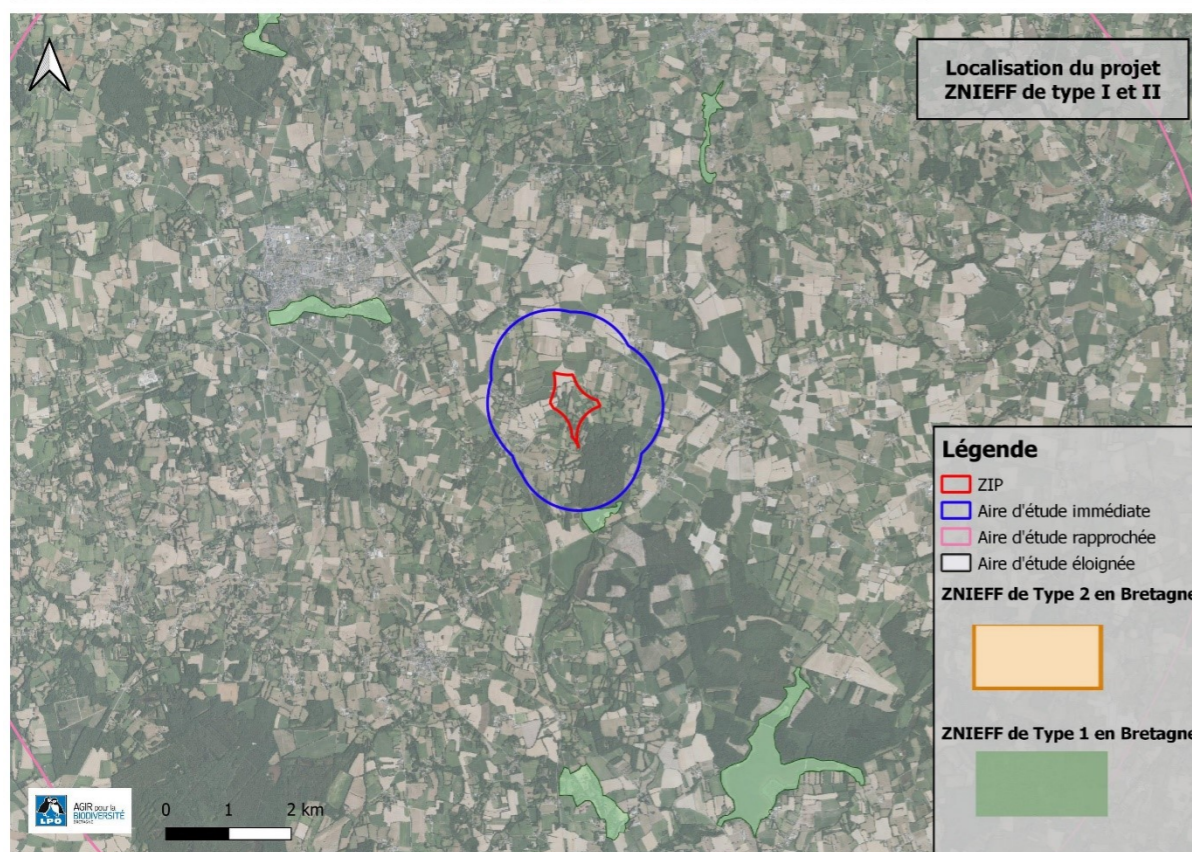 Localisation du projet
ZNIEFF de type I et II
Légende
ZIP
Aire d'étude immédiate
Aire d'étude rapprochée
Aire d'étude éloignée
ZNIEFF de Type 2 en Bretagne
ZNIEFF de Type 1 en Bretagne
LPO
AGIR pour la
BIODIVERSITÉ
BRETAGNE
0 1 2 km